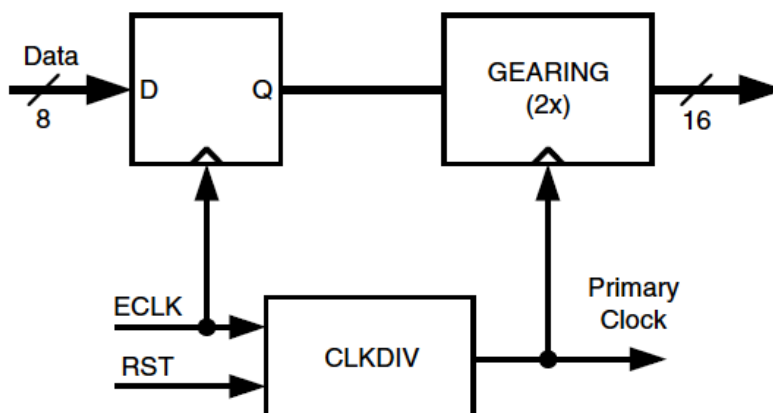 Data
8
D
Q
GEARING
(2x)
16
ECLK
RST
CLKDIV
Primary
Clock